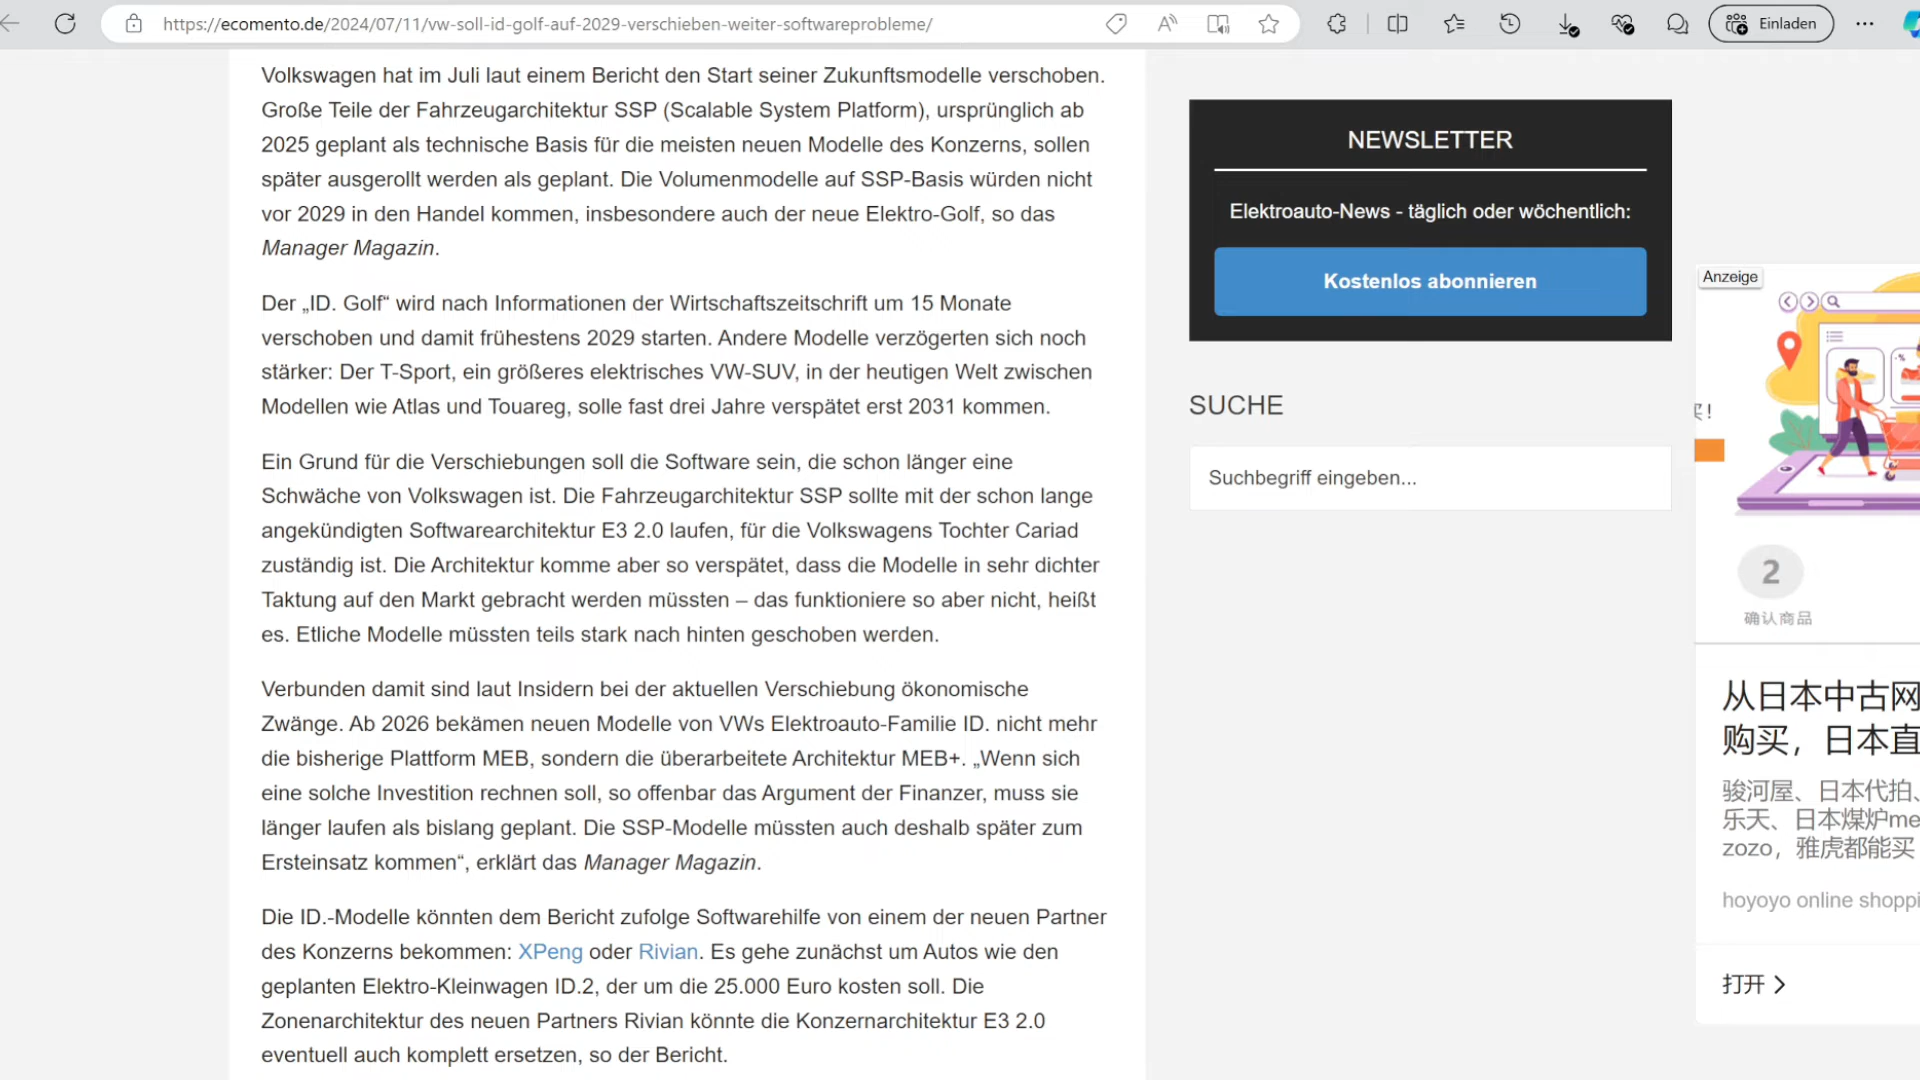 https://ecomento.de/2024/07/11/vw-soll-id-golf-auf-2029-verschieben-weiter-softwareprobleme/
Einladen
Volkswagen hat im Juli laut einem Bericht den Start seiner Zukunftsmodelle verschoben.
Große Teile der Fahrzeugarchitektur SSP (Scalable System Platform), ursprünglich ab
2025 geplant als technische Basis für die meisten neuen Modelle des Konzerns, sollen
später ausgerollt werden als geplant. Die Volumenmodelle auf SSP-Basis würden nicht
vor 2029 in den Handel kommen, insbesondere auch der neue Elektro-Golf, so das
Manager Magazin.
Der „ID. Golf“ wird nach Informationen der Wirtschaftszeitschrift um 15 Monate
verschoben und damit frühestens 2029 starten. Andere Modelle verzögerten sich noch
stärker: Der T-Sport, ein größeres elektrisches VW-SUV, in der heutigen Welt zwischen
Modellen wie Atlas und Touareg, solle fast drei Jahre verspätet erst 2031 kommen.
Ein Grund für die Verschiebungen soll die Software sein, die schon länger eine
Schwäche von Volkswagen ist. Die Fahrzeugarchitektur SSP sollte mit der schon lange
angekündigten Softwarearchitektur E3 2.0 laufen, für die Volkswagens Tochter Cariad
zuständig ist. Die Architektur komme aber so verspätet, dass die Modelle in sehr dichter
Taktung auf den Markt gebracht werden müssten – das funktioniere so aber nicht, heißt
es. Etliche Modelle müssten teils stark nach hinten geschoben werden.
Verbunden damit sind laut Insidern bei der aktuellen Verschiebung ökonomische
Zwänge. Ab 2026 bekämen neuen Modelle von VWs Elektroauto-Familie ID. nicht mehr
die bisherige Plattform MEB, sondern die überarbeitete Architektur MEB+. „Wenn sich
eine solche Investition rechnen soll, so offenbar das Argument der Finanzer, muss sie
länger laufen als bislang geplant. Die SSP-Modelle müssten auch deshalb später zum
Ersteinsatz kommen“, erklärt das Manager Magazin.
Die ID.-Modelle könnten dem Bericht zufolge Softwarehilfe von einem der neuen Partner
des Konzerns bekommen: XPeng oder Rivian. Es gehe zunächst um Autos wie den
geplanten Elektro-Kleinwagen ID.2, der um die 25.000 Euro kosten soll. Die
Zonenarchitektur des neuen Partners Rivian könnte die Konzernarchitektur E3 2.0
eventuell auch komplett ersetzen, so der Bericht.
NEWSLETTER
Elektroauto-News - täglich oder wöchentlich:
Kostenlos abonnieren
SUCHE
Suchbegriff eingeben...
Anzeige
2
确认商品
从日本中古网
购买，日本直
骏河屋、日本代拍、
乐天、日本煤炉me
zozo，雅虎都能买
hoyoyo online shoppi
打开